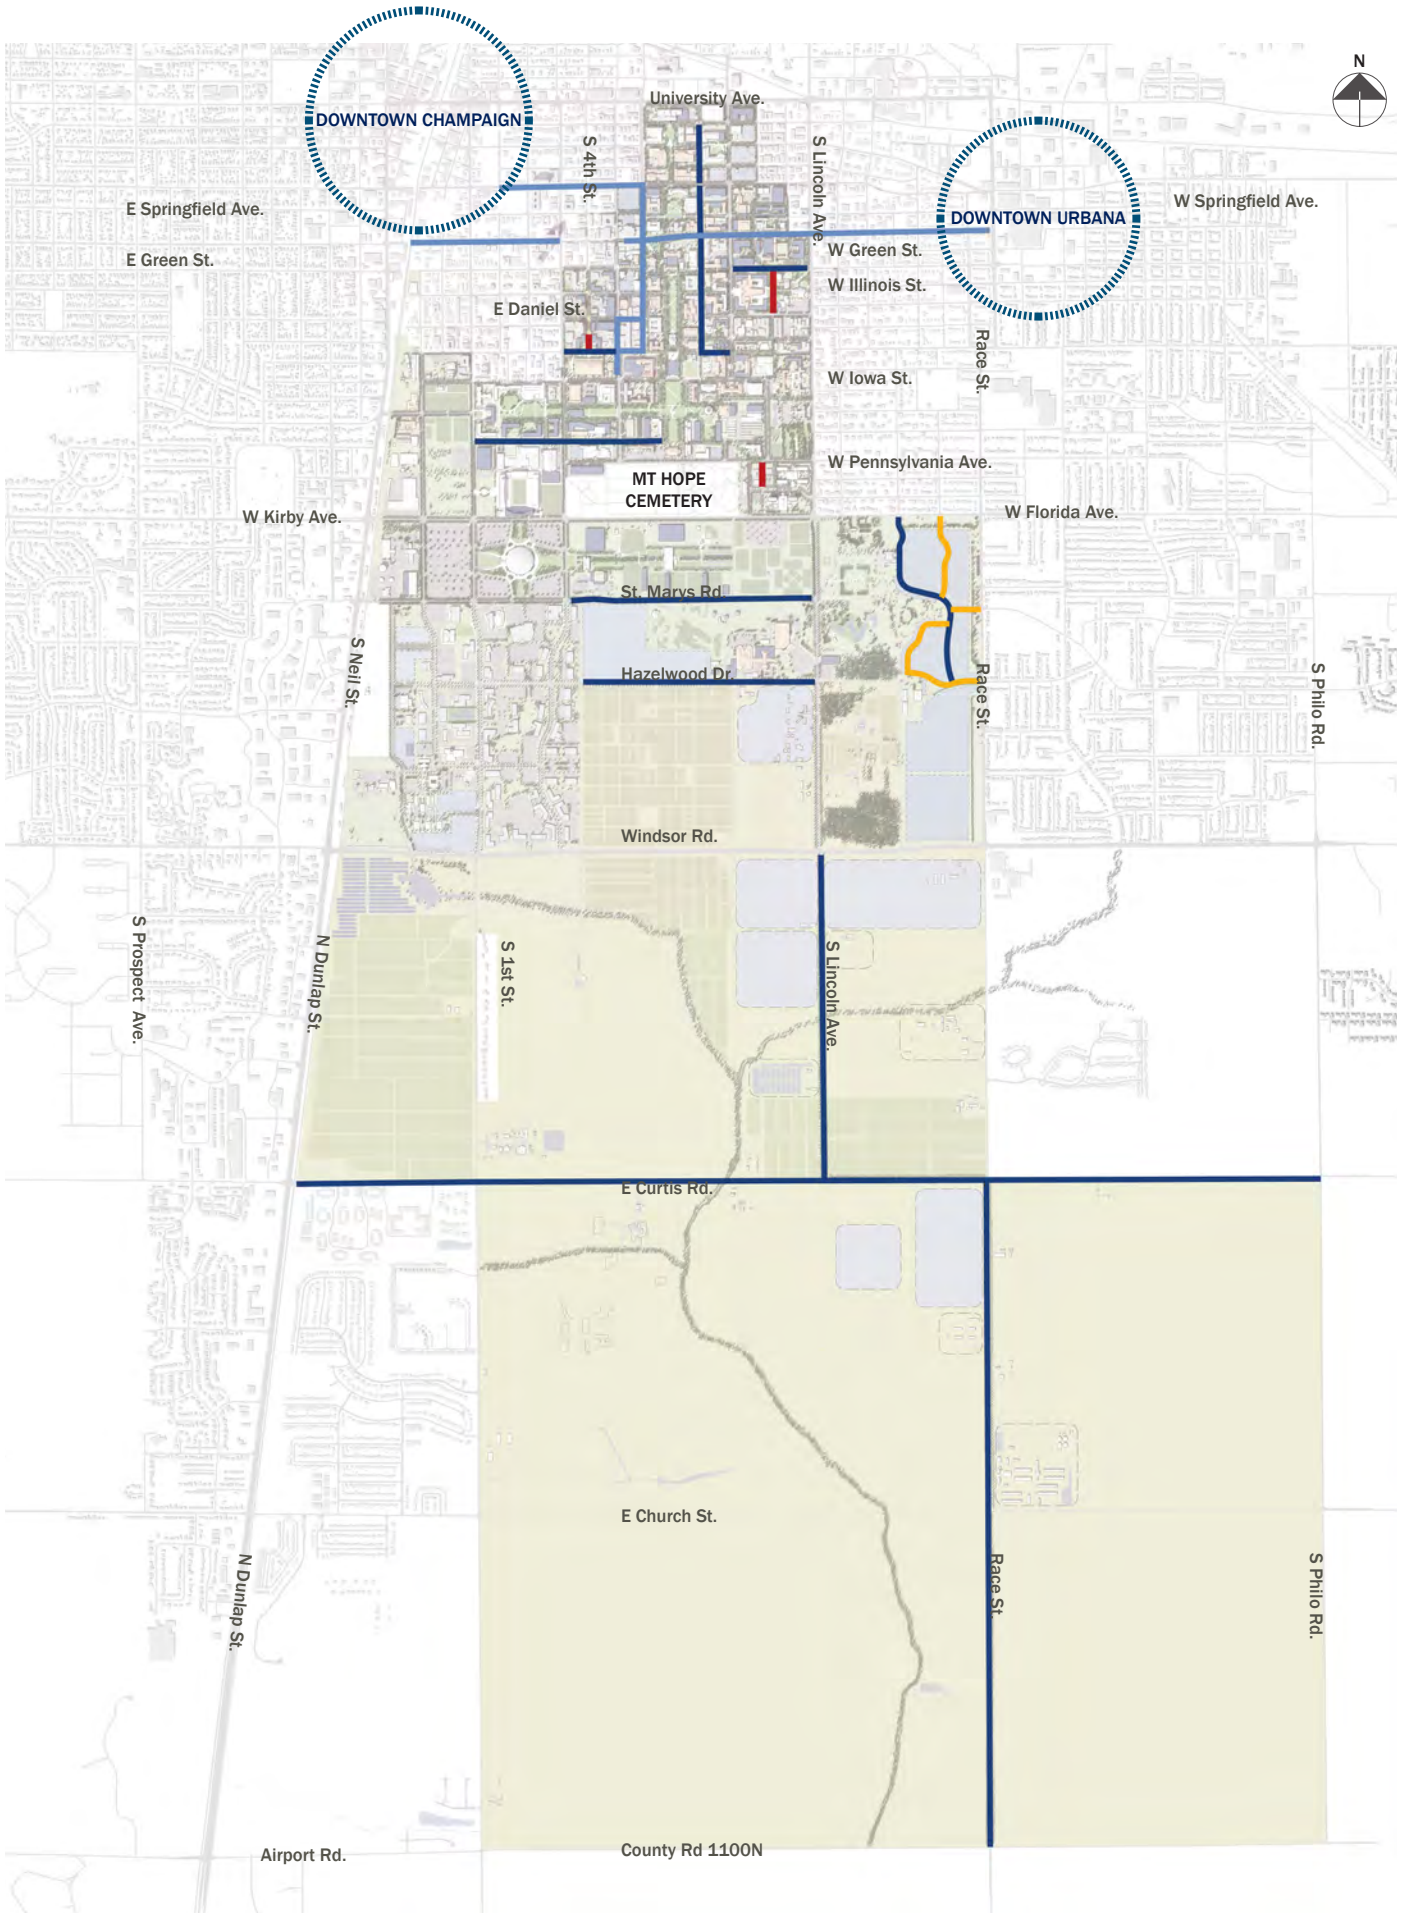 N
University Ave.
DOWNTOWN CHAMPAIGN
S 4th St.
S Lincoln Ave.
W Springfield Ave.
E Springfield Ave.
DOWNTOWN URBANA
W Green St.
E Green St.
W Illinois St.
E Daniel St.
Race St.
W Iowa St.
W Pennsylvania Ave.
MT HOPE
CEMETERY
W Kirby Ave.
W Florida Ave.
St. Marys Rd.
S Neil St.
Hazelwood Dr.
Race St.
S Philo Rd.
Windsor Rd.
S Prospect Ave.
N Dunlap St.
S 1st St.
S Lincoln Ave.
E Curtis Rd.
E Church St.
N Dunlap St.
Race St.
S Philo Rd.
County Rd 1100N
Airport Rd.